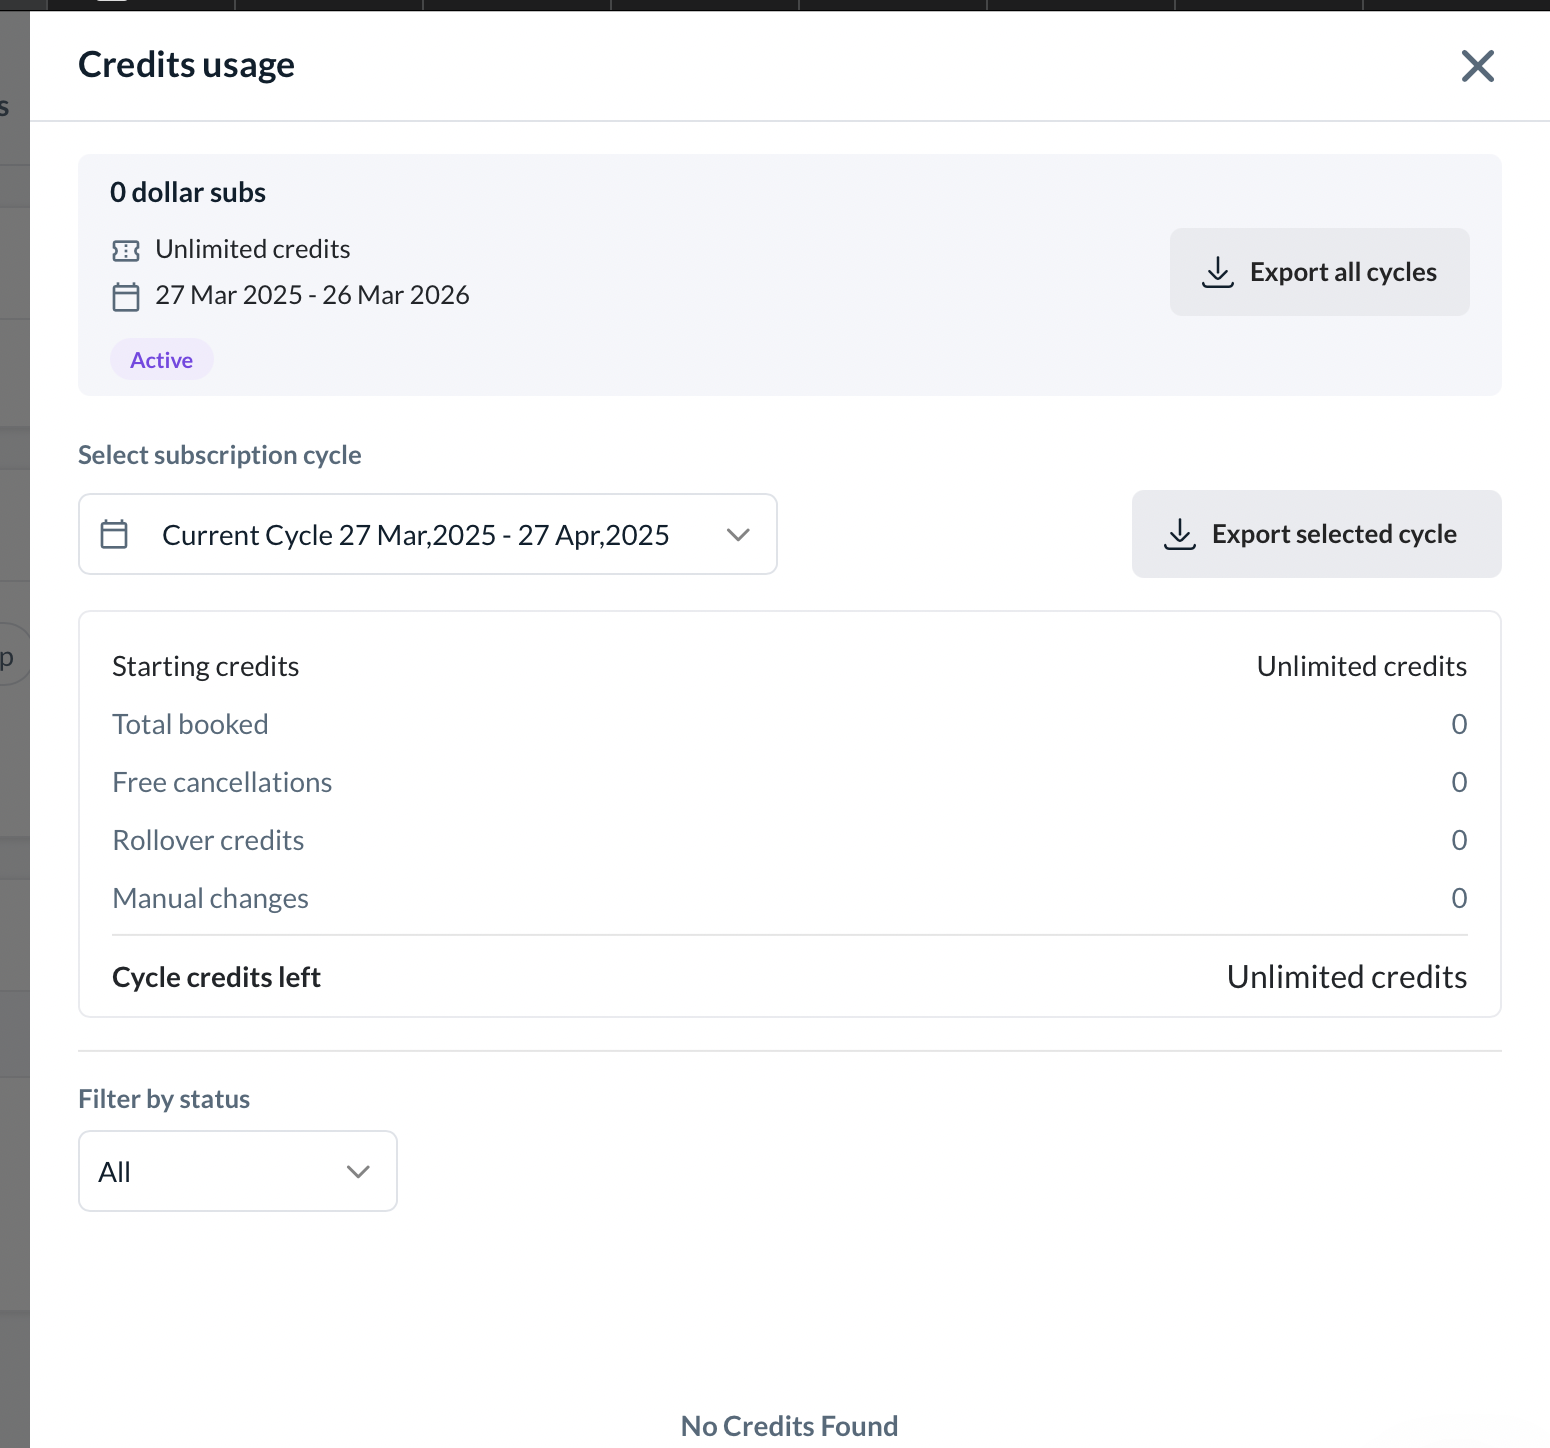 Credits usage
s
0 dollar subs
Unlimited credits
27 Mar 2025 - 26 Mar 2026
Export all cycles
Active
Select subscription cycle
Current Cycle 27 Mar,2025 - 27 Apr,2025
Export selected cycle
Starting credits Unlimited credits
p
Total booked 0
Free cancellations 0
Rollover credits 0
Manual changes 0
Cycle credits left Unlimited credits
Filter by status
All
No Credits Found